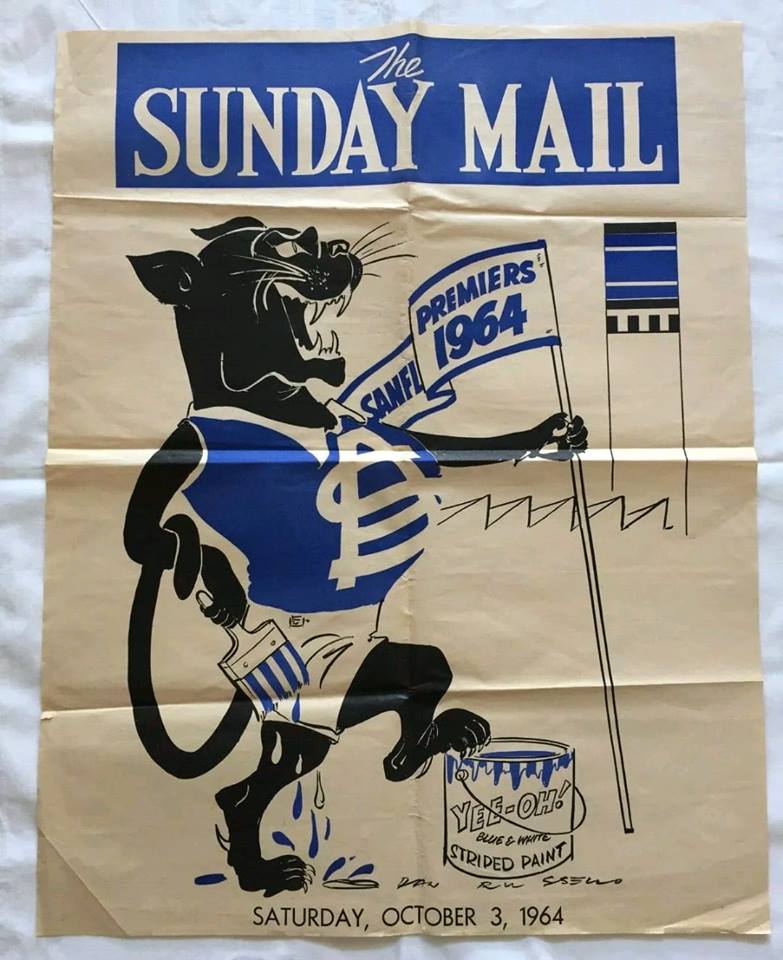 The
SUNDAY MAIL
PREMIERS
1964
SANFL
YEE-OH!
BLUE & WHITE
STRIPED PAINT
SATURDAY, OCTOBER 3, 1964